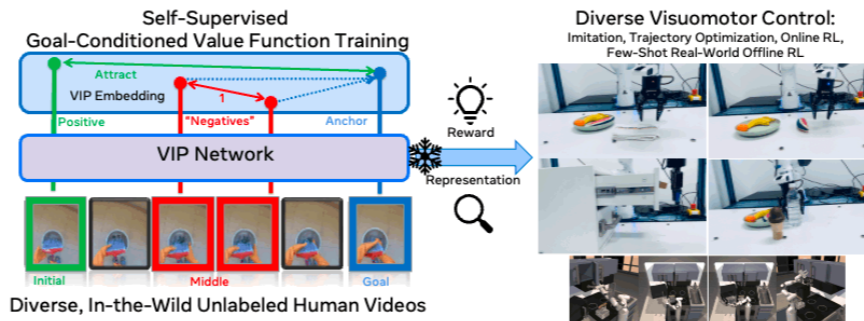 Self-Supervised
Goal-Conditioned Value Function Training
Attract
VIP Embedding
1
Positive
"Negatives"
Anchor
VIP Network
Initial
Middle
Goal
Diverse, In-the-Wild Unlabeled Human Videos
Reward
Representation
Diverse Visuomotor Control:
Imitation, Trajectory Optimization, Online RL,
Few-Shot Real-World Offline RL